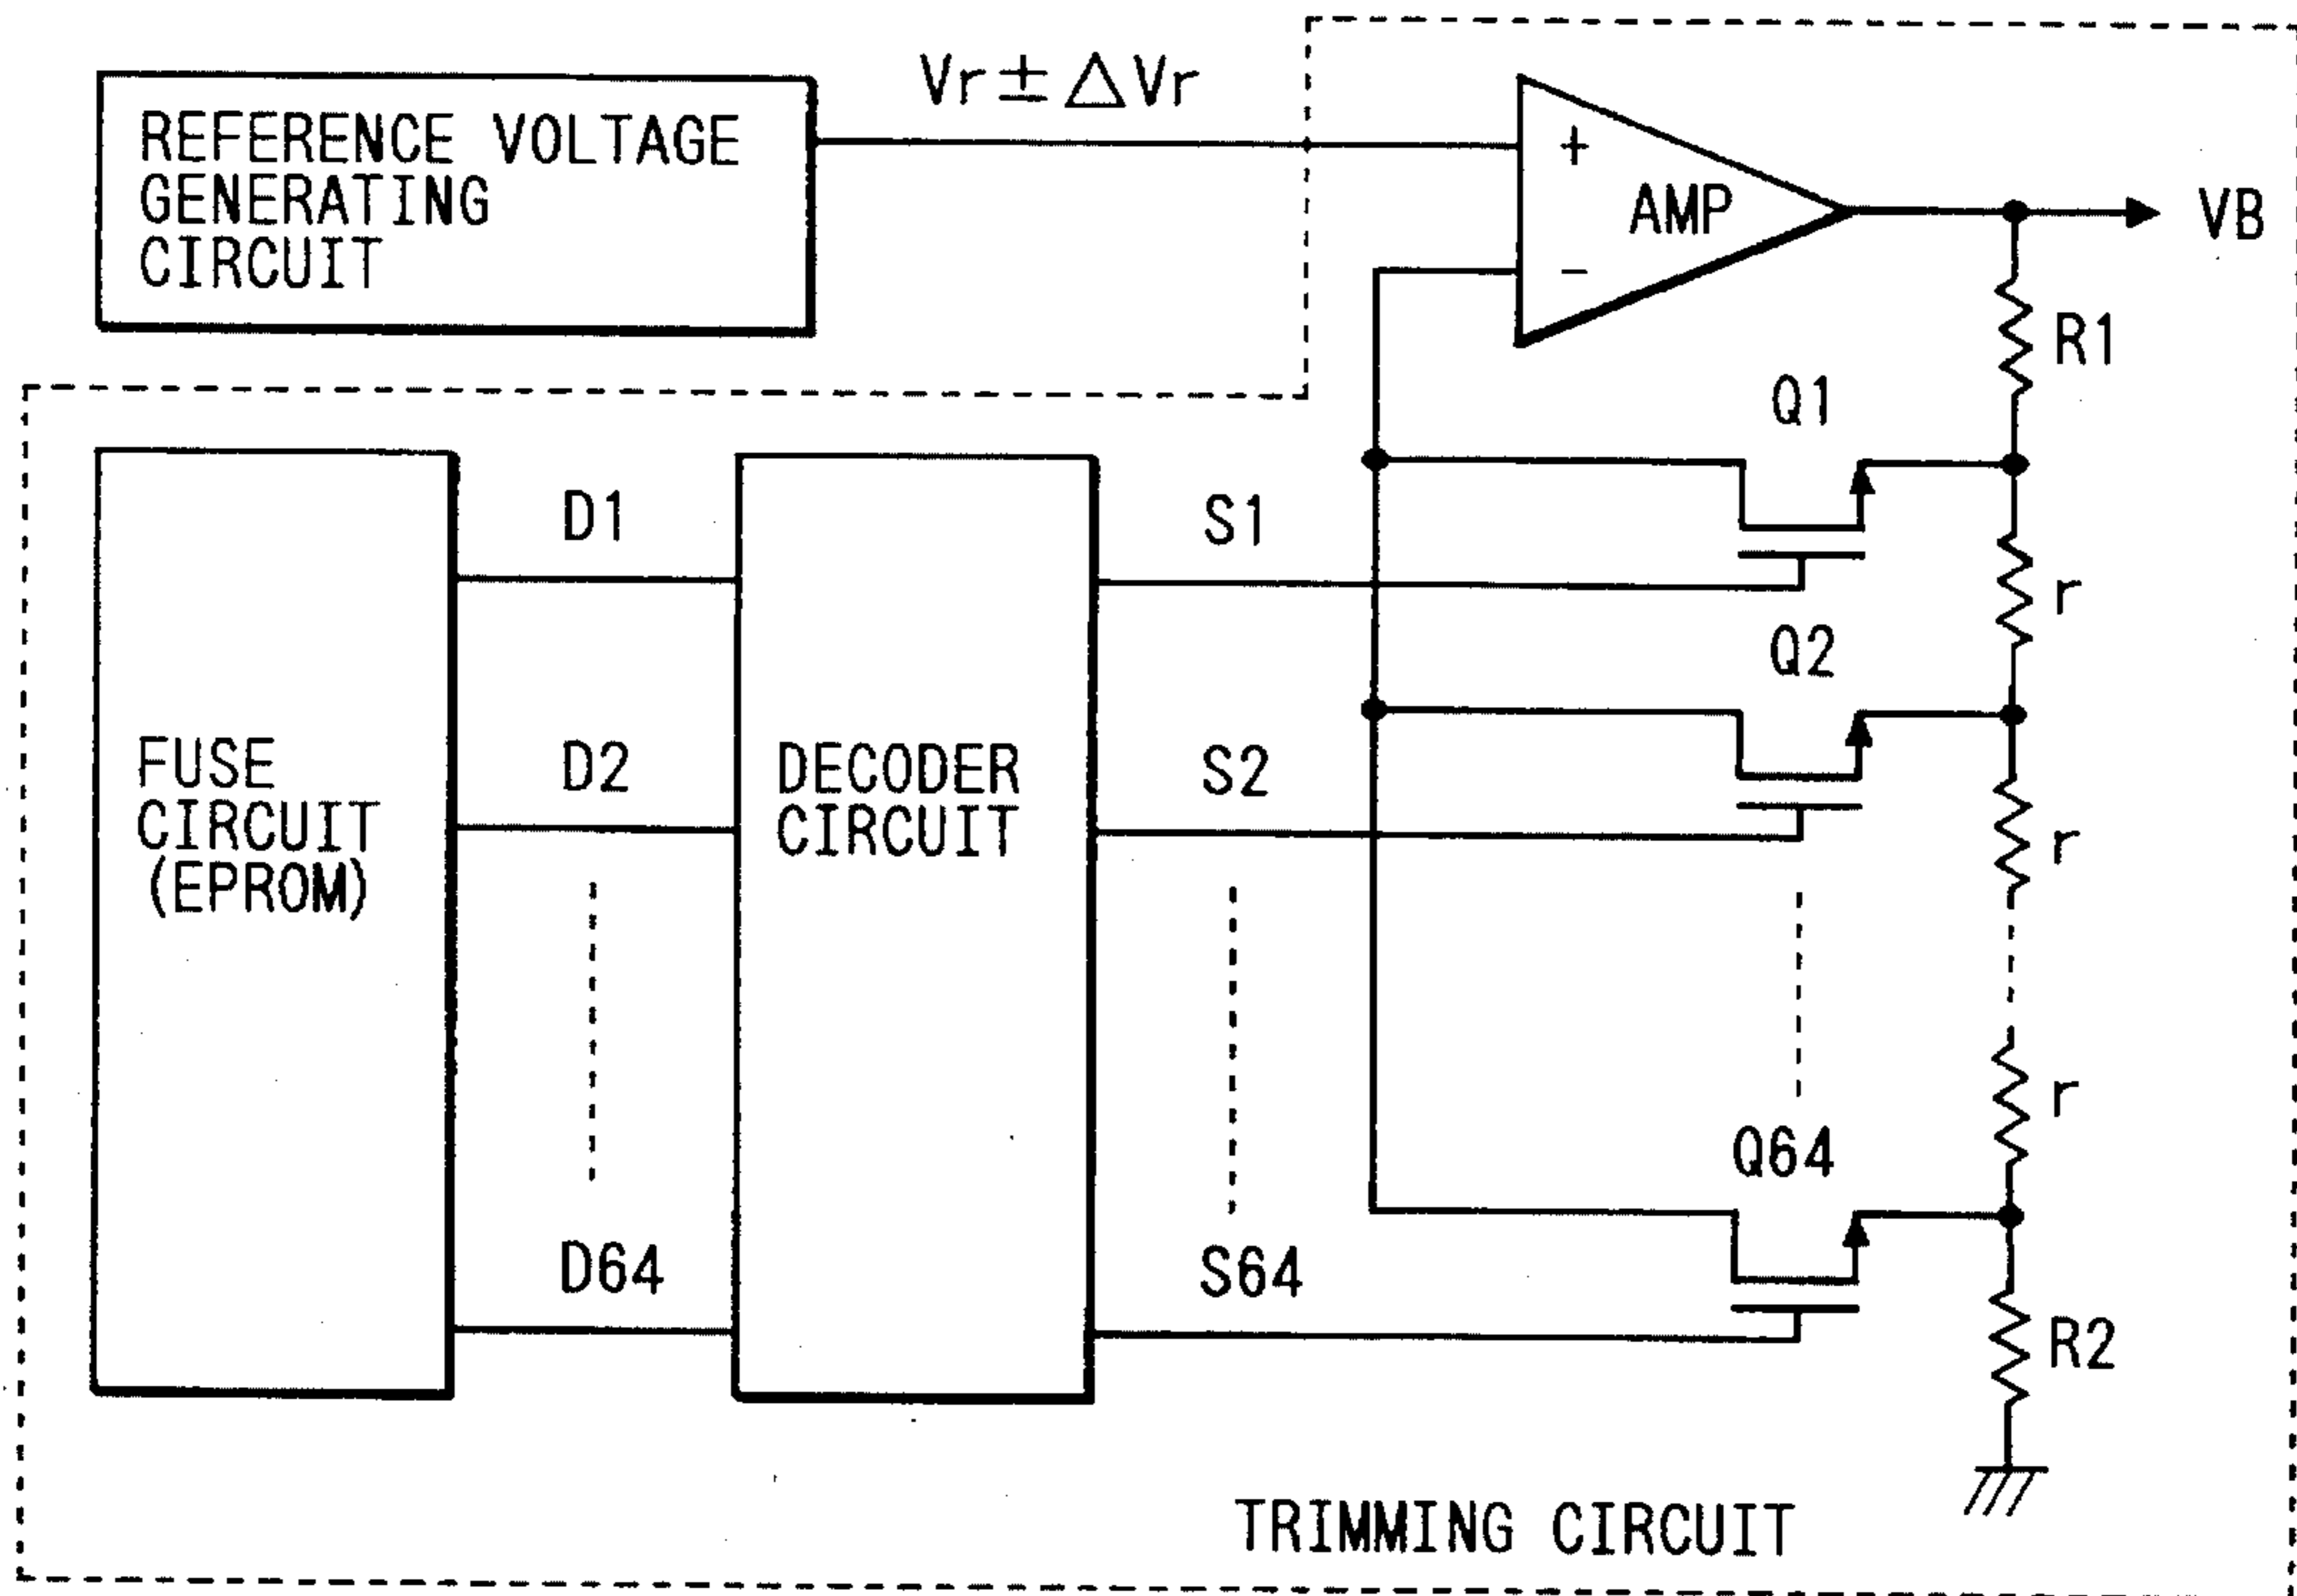 Vr ± △Vr
REFERENCE VOLTAGE
GENERATING
CIRCUIT
+
AMP
−
VB
R1
Q1
D1
S1
r
Q2
FUSE
CIRCUIT
(EPROM)
D2
DECODER
CIRCUIT
S2
r
r
Q64
D64
S64
R2
TRIMMING CIRCUIT